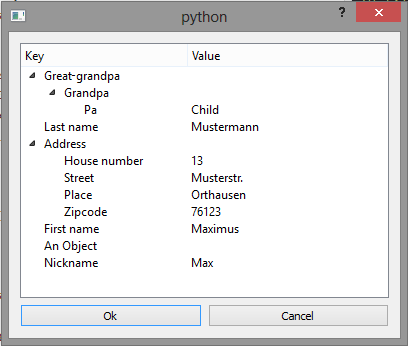 python
?
Key Value
Great-grandpa
Grandpa
Pa Child
Last name Mustermann
Address
House number 13
Street Musterstr.
Place Orthausen
Zipcode 76123
First name Maximus
An Object
Nickname Max
Ok Cancel